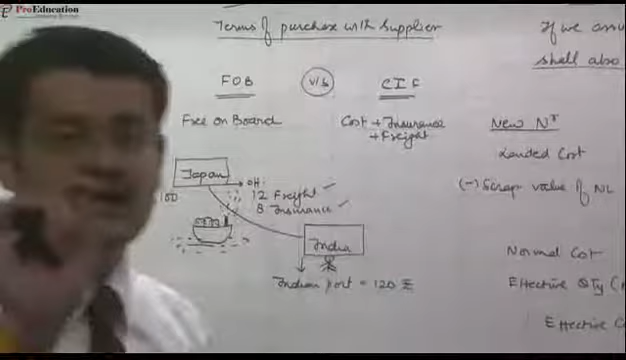 ProEducation
Terms of purchase with Supplier
If we assu
shall also
FOB
V/s
CIF
Free on Board
Cost + Insurance
+ Freight
New Nr
Landed Cost
(-) Scrap value of NL
Japan
OH:
12 Freight ✓
8 Insurance ✓
India
Indian port = 120
Normal Cost
Effective QTy
Effective C